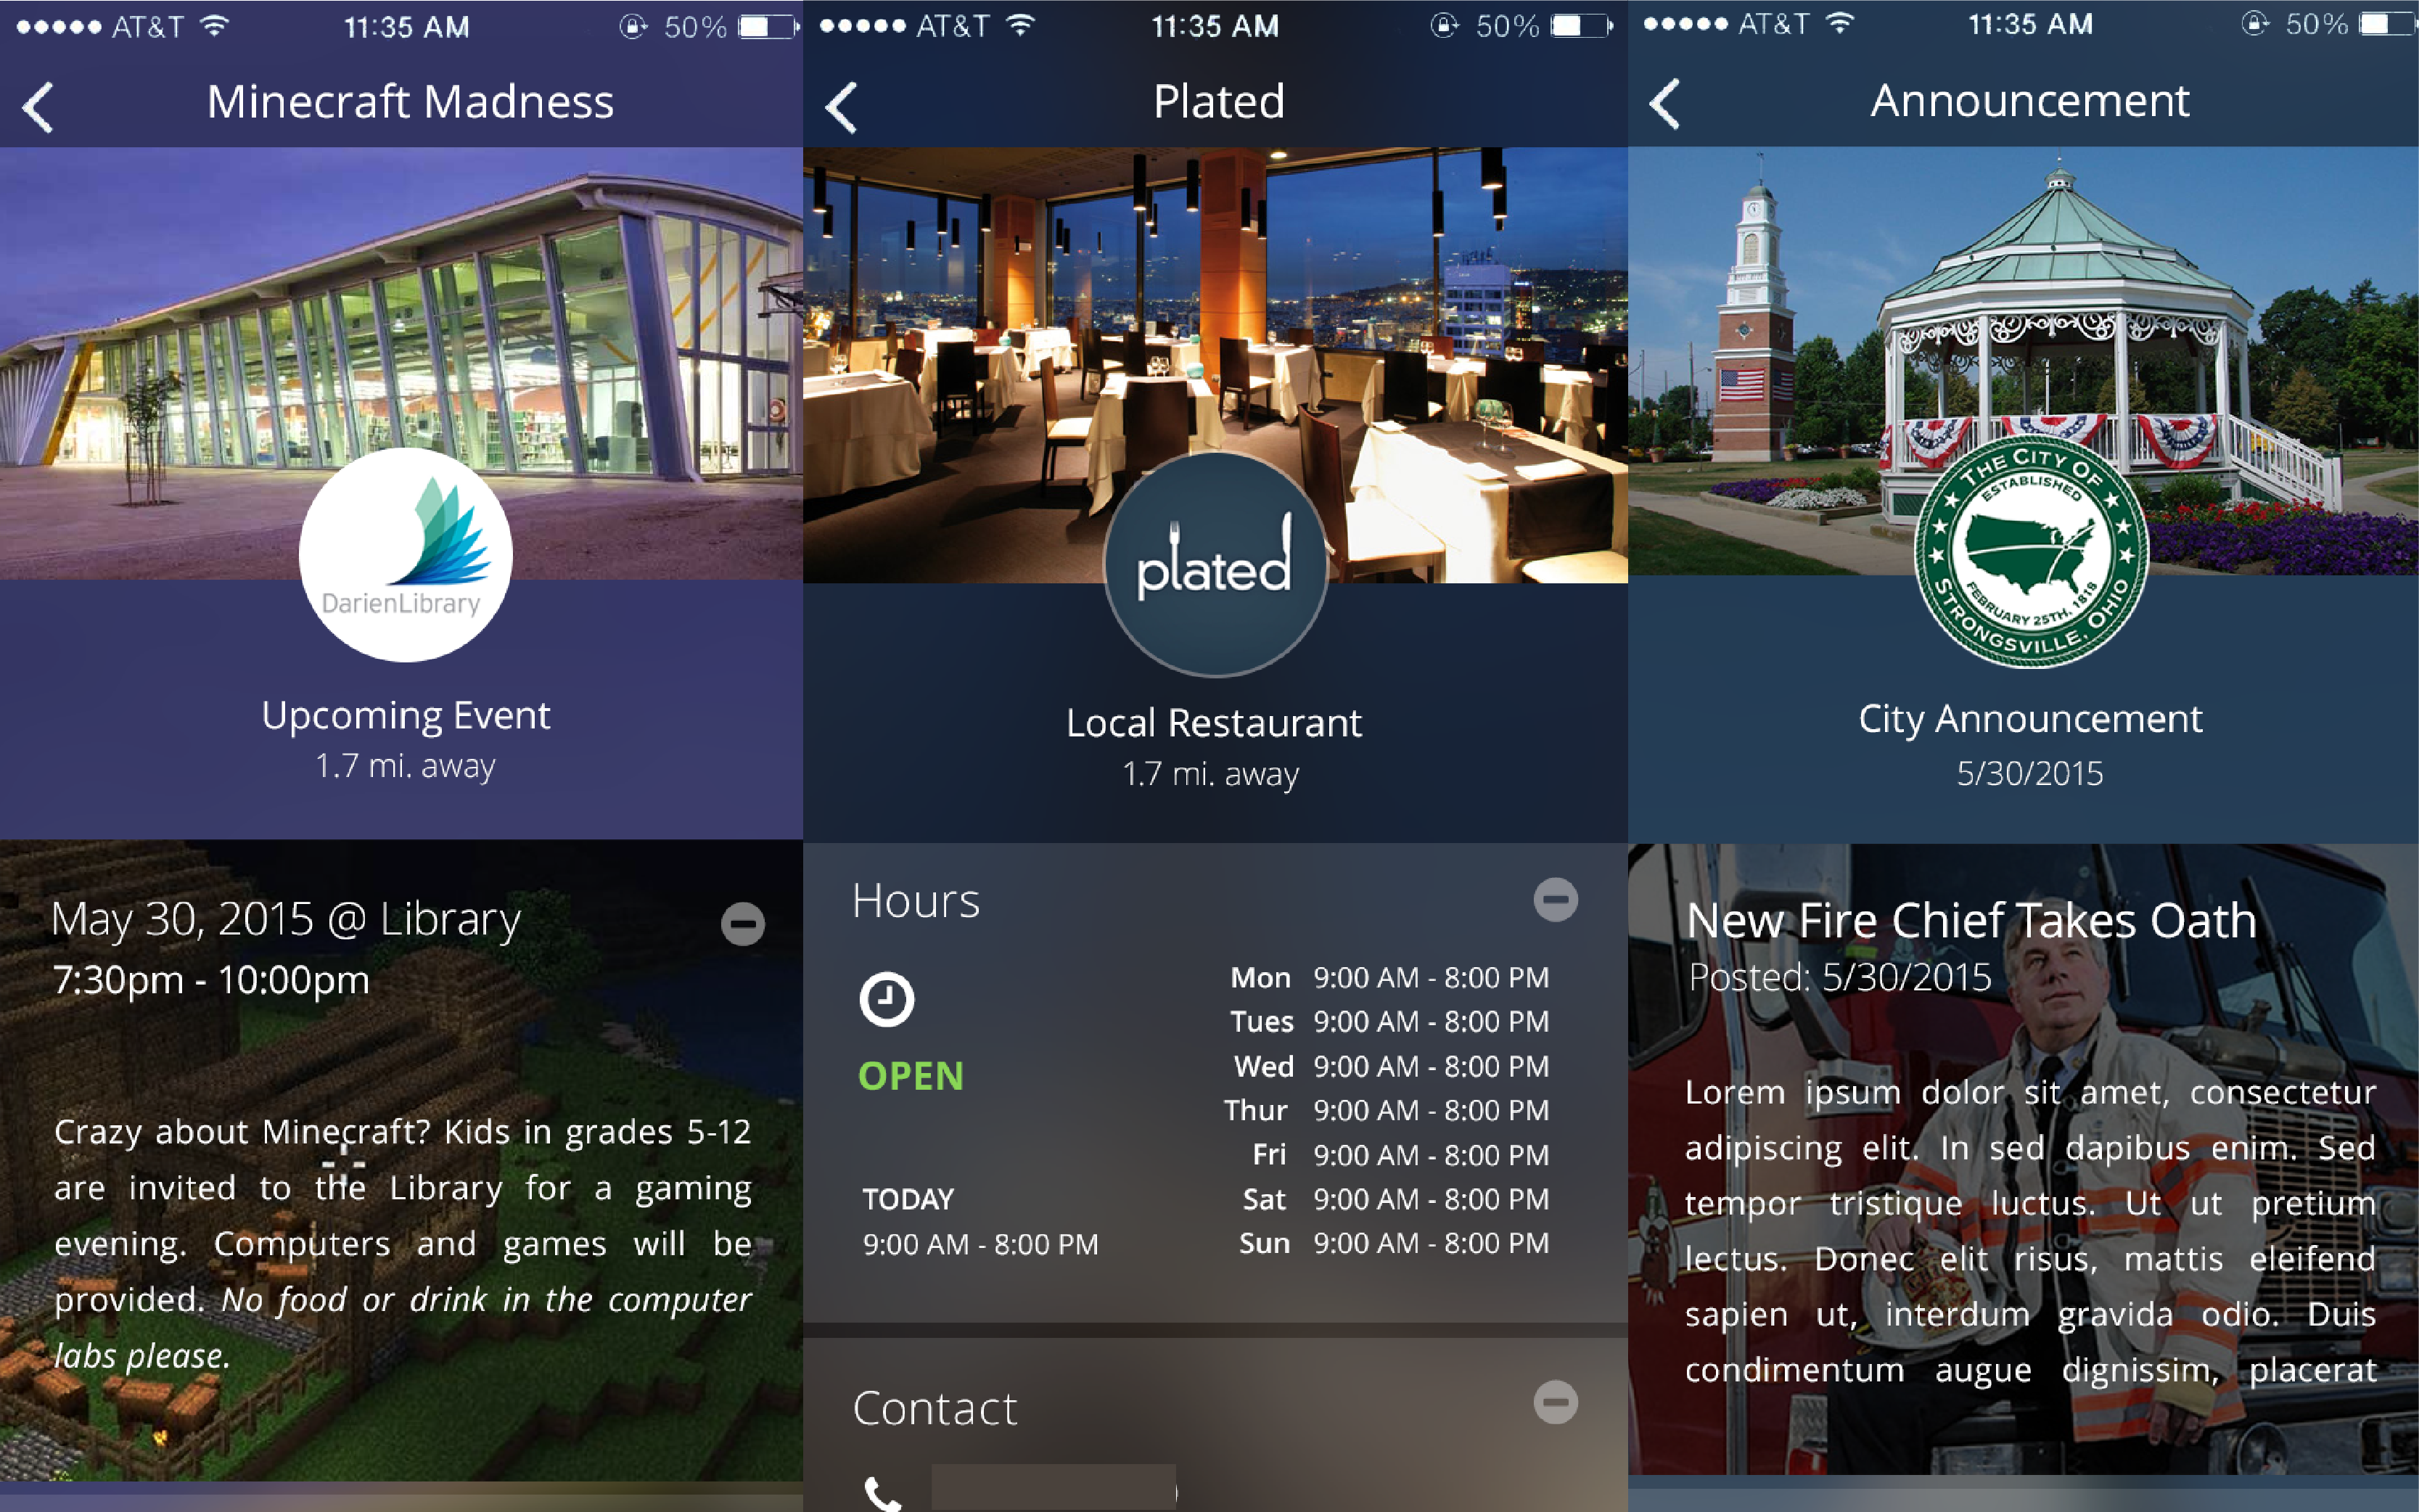 AT&T 11:35 AM 50%
Minecraft Madness
DarienLibrary
Upcoming Event
1.7 mi. away
May 30, 2015 @ Library
7:30pm - 10:00pm
Crazy about Minecraft? Kids in grades 5-12
are invited to the Library for a gaming
evening. Computers and games will be
provided. No food or drink in the computer
labs please.
AT&T 11:35 AM 50%
Plated
plated
Local Restaurant
1.7 mi. away
Hours
OPEN
TODAY
9:00 AM - 8:00 PM
Mon 9:00 AM - 8:00 PM
Tues 9:00 AM - 8:00 PM
Wed 9:00 AM - 8:00 PM
Thur 9:00 AM - 8:00 PM
Fri 9:00 AM - 8:00 PM
Sat 9:00 AM - 8:00 PM
Sun 9:00 AM - 8:00 PM
Contact
AT&T 11:35 AM 50%
Announcement
THE CITY OF
ESTABLISHED
FEBRUARY 25TH, 1818
STRONGSVILLE, OHIO
City Announcement
5/30/2015
New Fire Chief Takes Oath
Posted: 5/30/2015
Lorem ipsum dolor sit amet, consectetur
adipiscing elit. In sed dapibus enim. Sed
tempor tristique luctus. Ut ut pretium
lectus. Donec elit risus, mattis eleifend
sapien ut, interdum gravida odio. Duis
condimentum augue dignissim, placerat